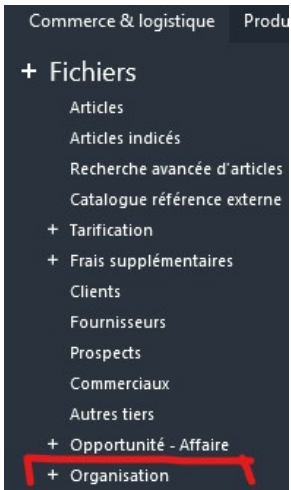 Commerce & logistique Produ
+ Fichiers
Articles
Articles indicés
Recherche avancée d'articles
Catalogue référence externe
+ Tarification
+ Frais supplémentaires
Clients
Fournisseurs
Prospects
Commerciaux
Autres tiers
+ Opportunité - Affaire
+ Organisation